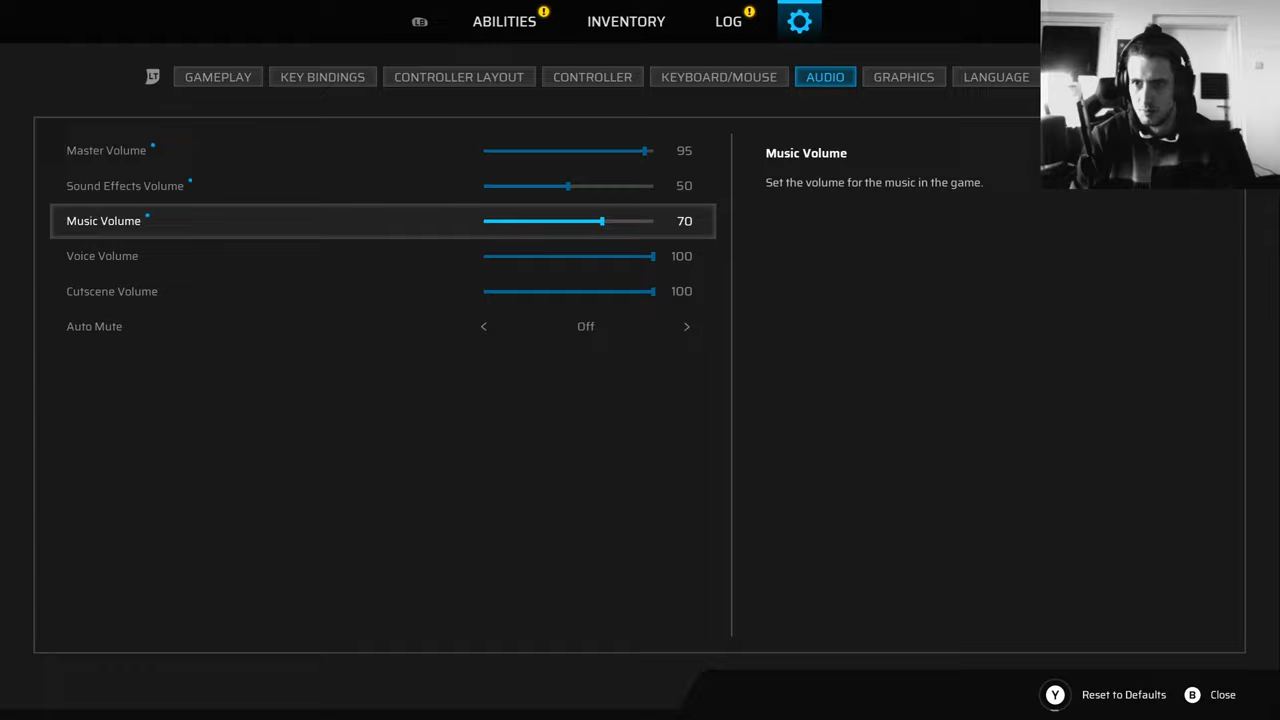 LB ABILITIES ! INVENTORY LOG !
LT GAMEPLAY KEY BINDINGS CONTROLLER LAYOUT CONTROLLER KEYBOARD/MOUSE AUDIO GRAPHICS LANGUAGE
Master Volume 95
Sound Effects Volume 50
Music Volume 70
Voice Volume 100
Cutscene Volume 100
Auto Mute < Off >
Music Volume
Set the volume for the music in the game.
Y Reset to Defaults B Close